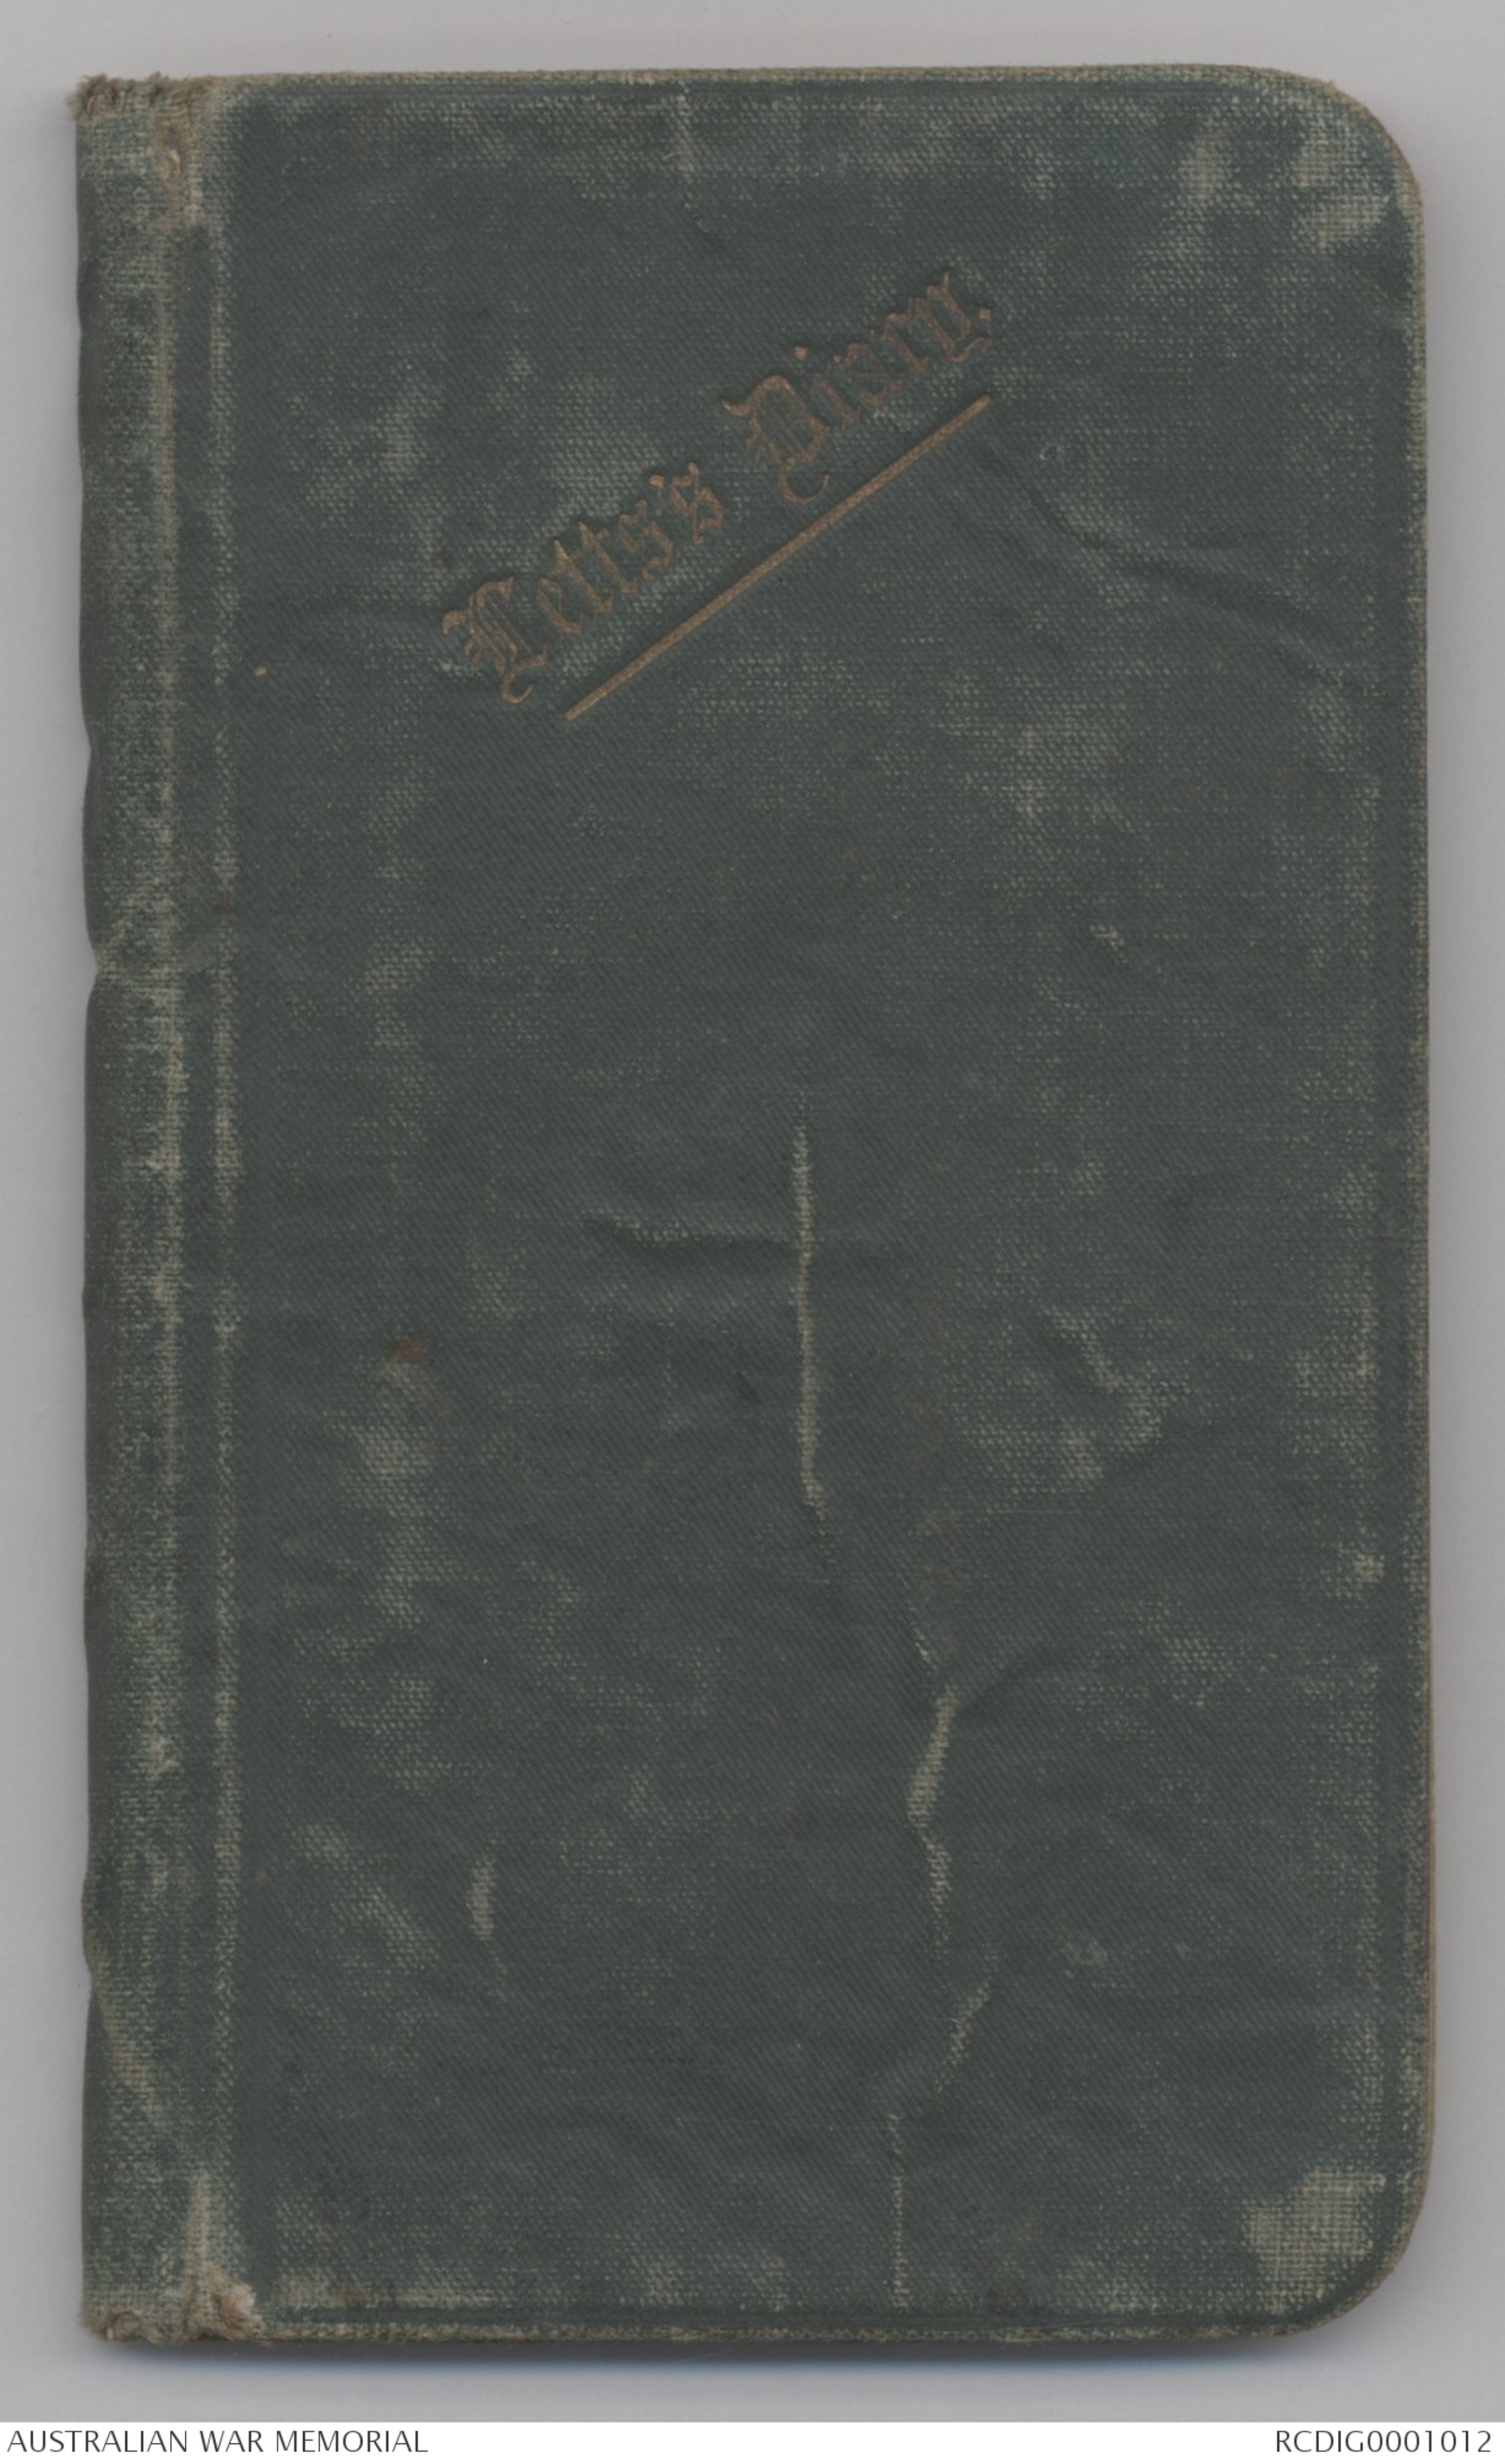 Letts's Diary.
AUSTRALIAN WAR MEMORIAL
RCDIG0001012